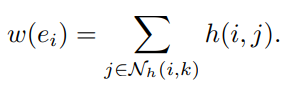 w(e_i) = \sum_{j \in \mathcal{N}_h(i,k)} h(i, j).